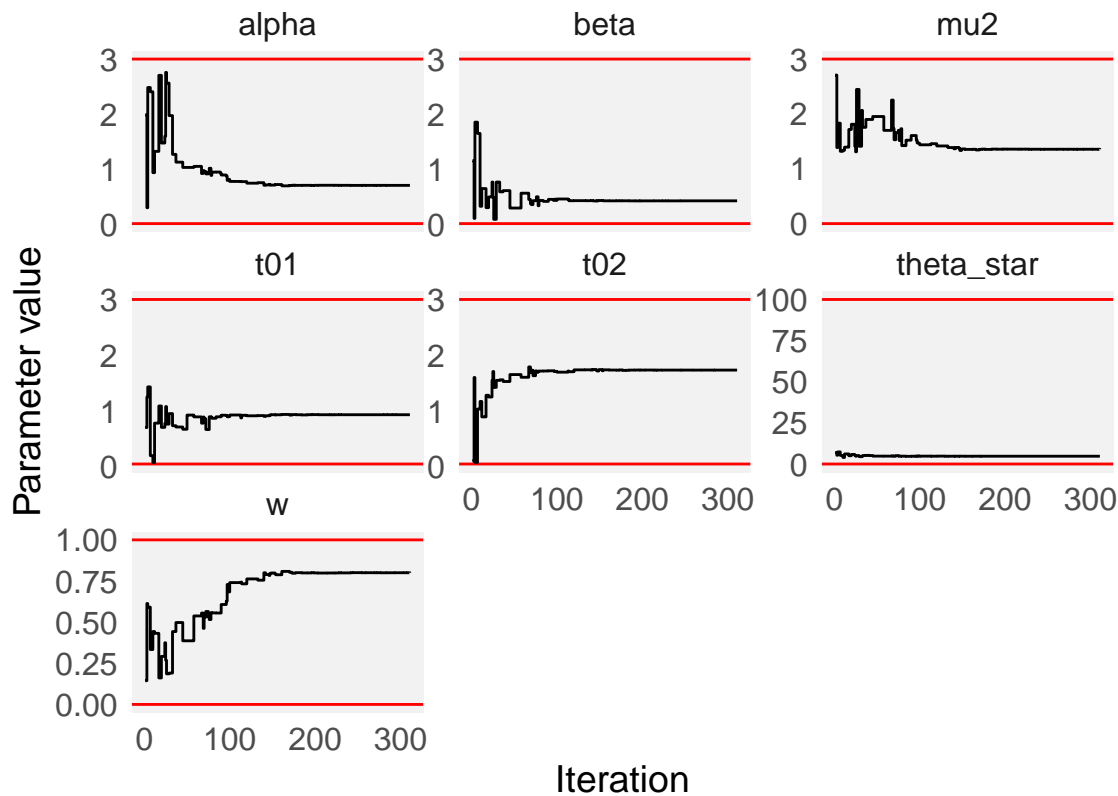 alpha beta mu2
3 3 3
2 2 2
1 1 1
0 0 0
t01 t02 theta_star
3 3 100
2 2 75
50
1 1 25
0 0 0
0 100 200 300 0 100 200 300
w
1.00
0.75
0.50
0.25
0.00
0 100 200 300
Parameter value
Iteration